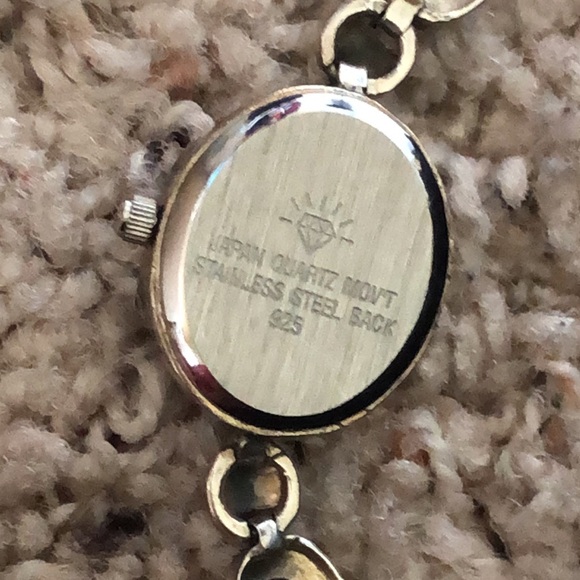 JAPAN QUARTZ MOV'T
STAINLESS STEEL BACK
925